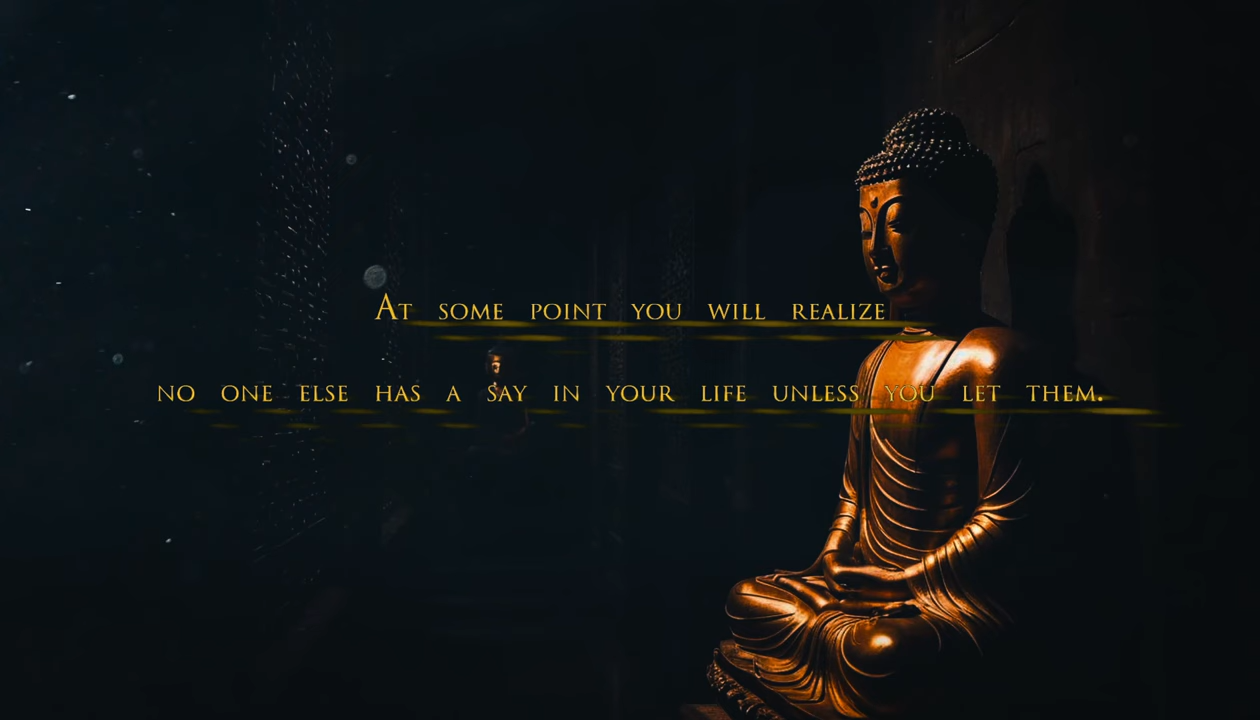 At some point you will realize
no one else has a say in your life unless you let them.